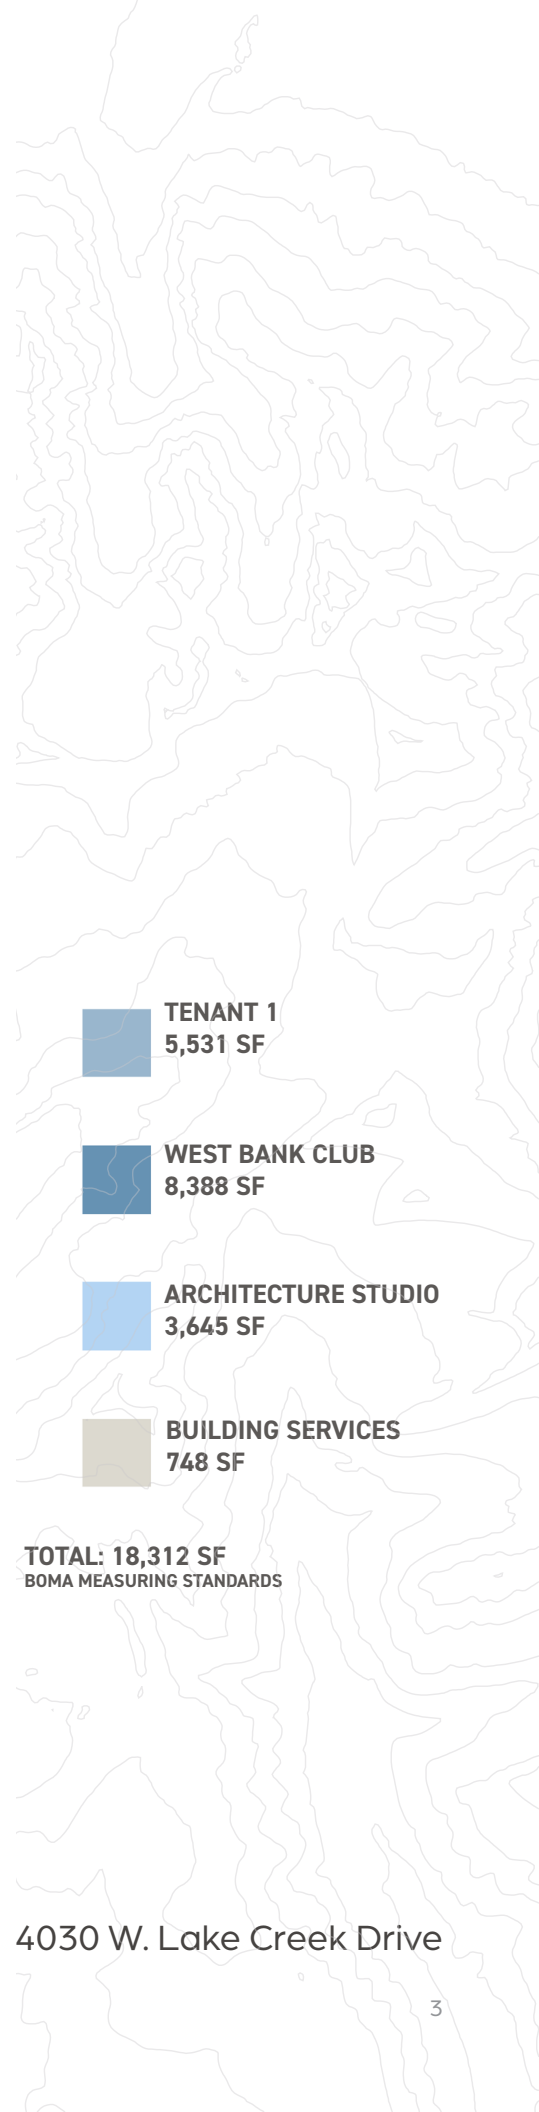 TENANT 1
5,531 SF
WEST BANK CLUB
8,388 SF
ARCHITECTURE STUDIO
3,645 SF
BUILDING SERVICES
748 SF
TOTAL: 18,312 SF
BOMA MEASURING STANDARDS
4030 W. Lake Creek Drive
3